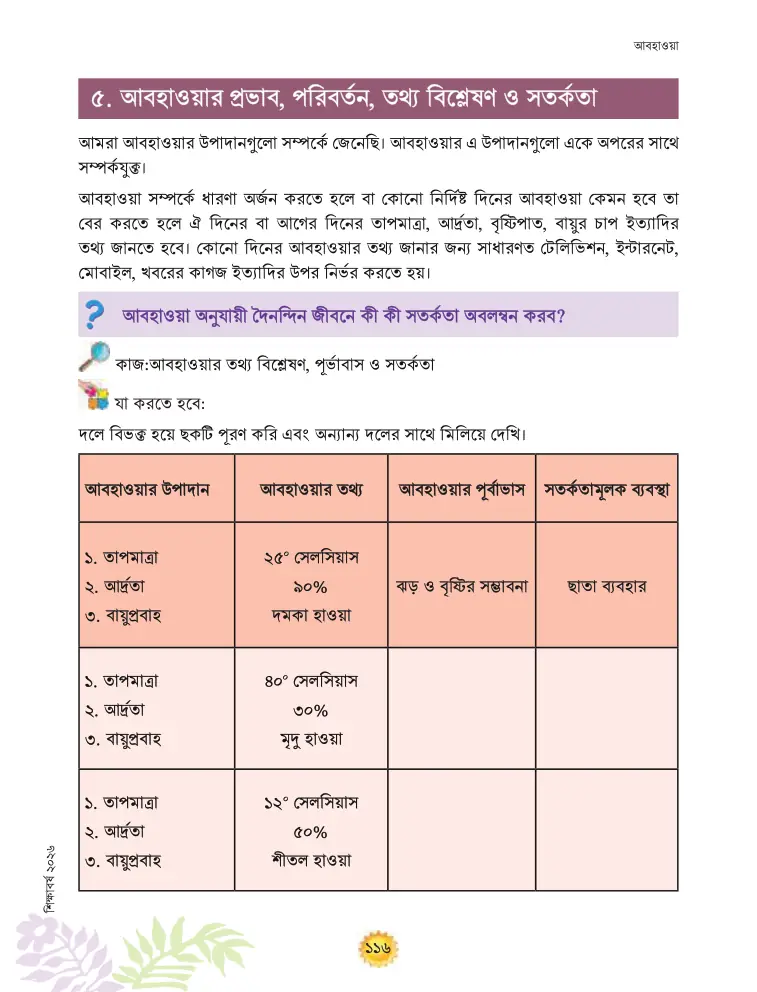 আবহাওয়া
৫. আবহাওয়ার প্রভাব, পরিবর্তন, তথ্য বিশ্লেষণ ও সতর্কতা
আমরা আবহাওয়ার উপাদানগুলো সম্পর্কে জেনেছি। আবহাওয়ার এ উপাদানগুলো একে অপরের সাথে
সম্পর্কযুক্ত।
আবহাওয়া সম্পর্কে ধারণা অর্জন করতে হলে বা কোনো নির্দিষ্ট দিনের আবহাওয়া কেমন হবে তা
বের করতে হলে ঐ দিনের বা আগের দিনের তাপমাত্রা, আর্দ্রতা, বৃষ্টিপাত, বায়ুর চাপ ইত্যাদির
তথ্য জানতে হবে। কোনো দিনের আবহাওয়ার তথ্য জানার জন্য সাধারণত টেলিভিশন, ইন্টারনেট,
মোবাইল, খবরের কাগজ ইত্যাদির উপর নির্ভর করতে হয়।
? আবহাওয়া অনুযায়ী দৈনন্দিন জীবনে কী কী সতর্কতা অবলম্বন করব?
কাজ:আবহাওয়ার তথ্য বিশ্লেষণ, পূর্ভাবাস ও সতর্কতা
যা করতে হবে:
দলে বিভক্ত হয়ে ছকটি পূরণ করি এবং অন্যান্য দলের সাথে মিলিয়ে দেখি।
আবহাওয়ার উপাদান আবহাওয়ার তথ্য আবহাওয়ার পূর্বাভাস সতর্কতামূলক ব্যবস্থা
১. তাপমাত্রা ২৫° সেলসিয়াস
২. আর্দ্রতা ৯০% ঝড় ও বৃষ্টির সম্ভাবনা ছাতা ব্যবহার
৩. বায়ুপ্রবাহ দমকা হাওয়া
১. তাপমাত্রা ৪০° সেলসিয়াস
২. আর্দ্রতা ৩০%
৩. বায়ুপ্রবাহ মৃদু হাওয়া
১. তাপমাত্রা ১২° সেলসিয়াস
২. আর্দ্রতা ৫০%
৩. বায়ুপ্রবাহ শীতল হাওয়া
শিক্ষাবর্ষ ২০২৬
১১৬